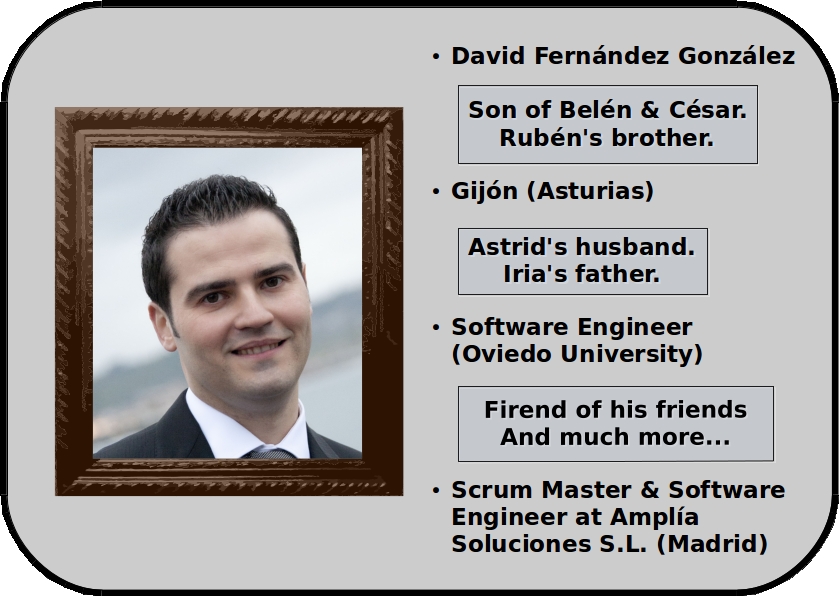 • David Fernández González
Son of Belén & César.
Rubén's brother.
• Gijón (Asturias)
Astrid's husband.
Iria's father.
• Software Engineer
(Oviedo University)
Firend of his friends
And much more...
• Scrum Master & Software
Engineer at Amplía
Soluciones S.L. (Madrid)